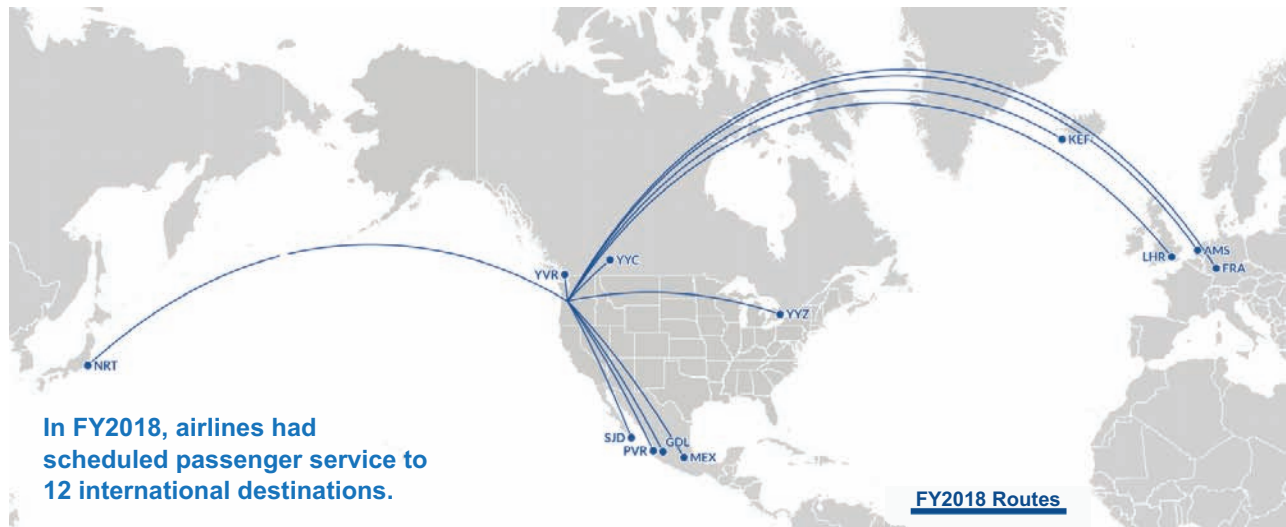 KEF
YVR
YYC
LHR
AMS
FRA
YYZ
NRT
In FY2018, airlines had
scheduled passenger service to
12 international destinations.
SJD
PVR
GDL
MEX
FY2018 Routes